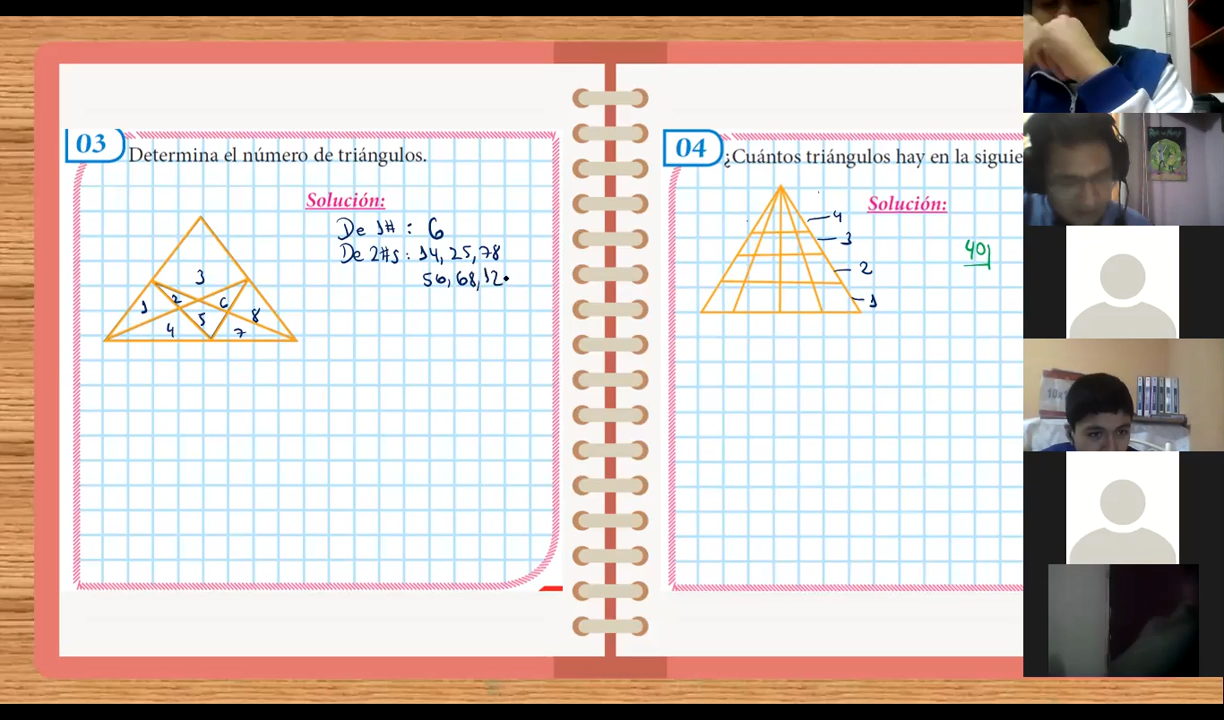 03
Determina el número de triángulos.
Solución:
De 1# : 6
De 2#s : 14, 25, 78
56, 68, 12
3
1
2
6
5
8
4
7
04
¿Cuántos triángulos hay en la siguie
Solución:
4
3
2
1
40